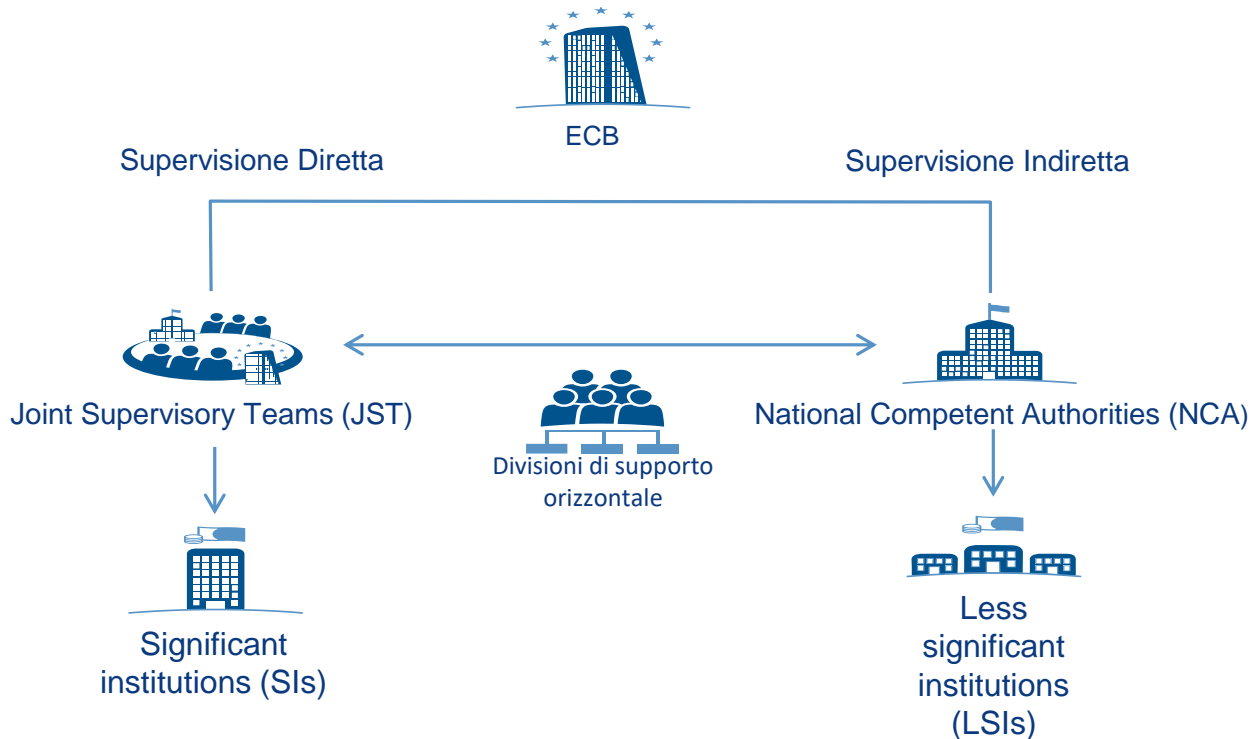 ECB
Supervisione Diretta
Supervisione Indiretta
Joint Supervisory Teams (JST)
National Competent Authorities (NCA)
Divisioni di supporto
orizzontale
Significant
institutions (SIs)
Less
significant
institutions
(LSIs)